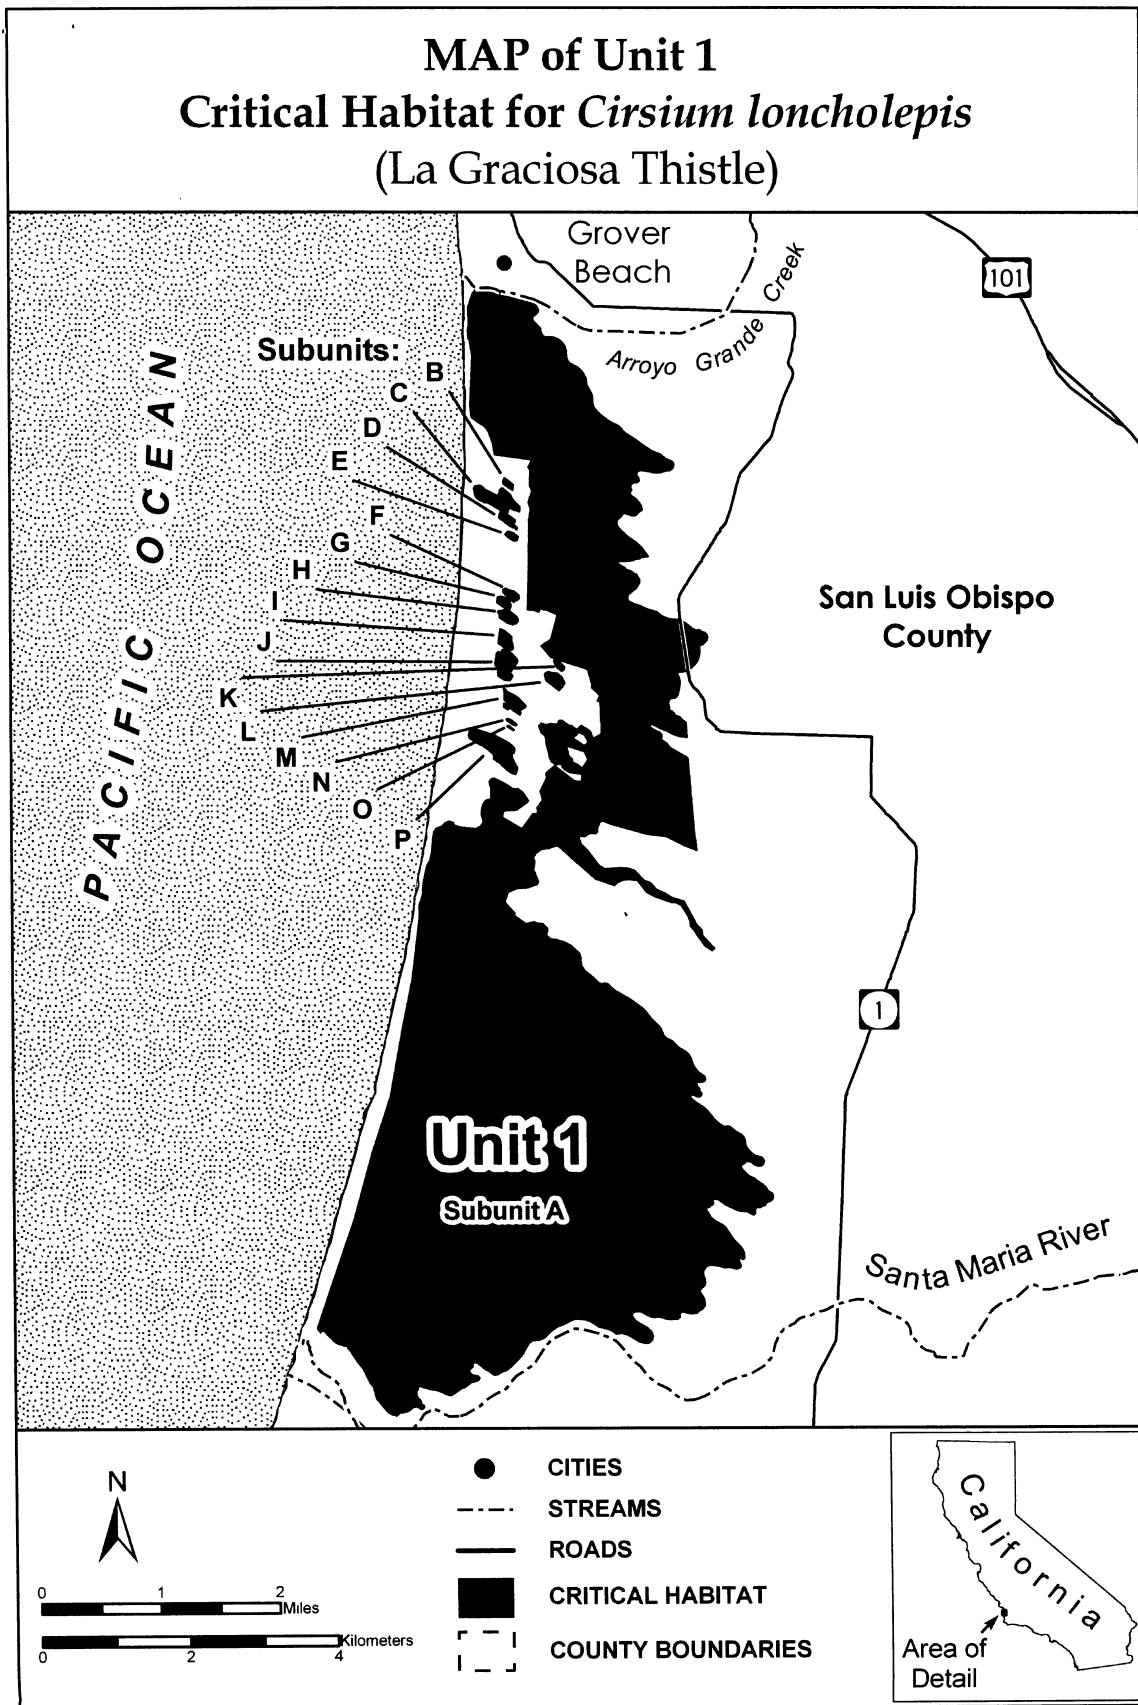 MAP of Unit 1
Critical Habitat for Cirsium loncholepis
(La Graciosa Thistle)
Grover
Beach
Arroyo Grande Creek
101
Subunits:
B
C
D
E
F
G
H
I
J
K
L
M
N
O
P
PACIFIC OCEAN
San Luis Obispo
County
1
Unit 1
Subunit A
Santa Maria River
N
0 1 2
Miles
Kilometers
0 2 4
CITIES
STREAMS
ROADS
CRITICAL HABITAT
COUNTY BOUNDARIES
California
Area of
Detail